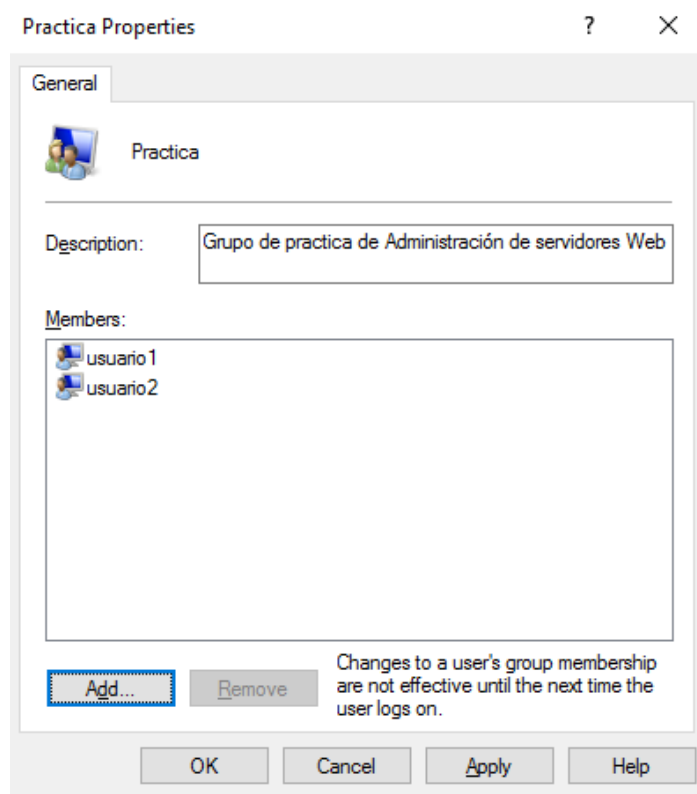 Practica Properties ?
General
Practica
Description: Grupo de practica de Administración de servidores Web
Members:
usuario1
usuario2
Add... Remove Changes to a user's group membership
are not effective until the next time the
user logs on.
OK Cancel Apply Help